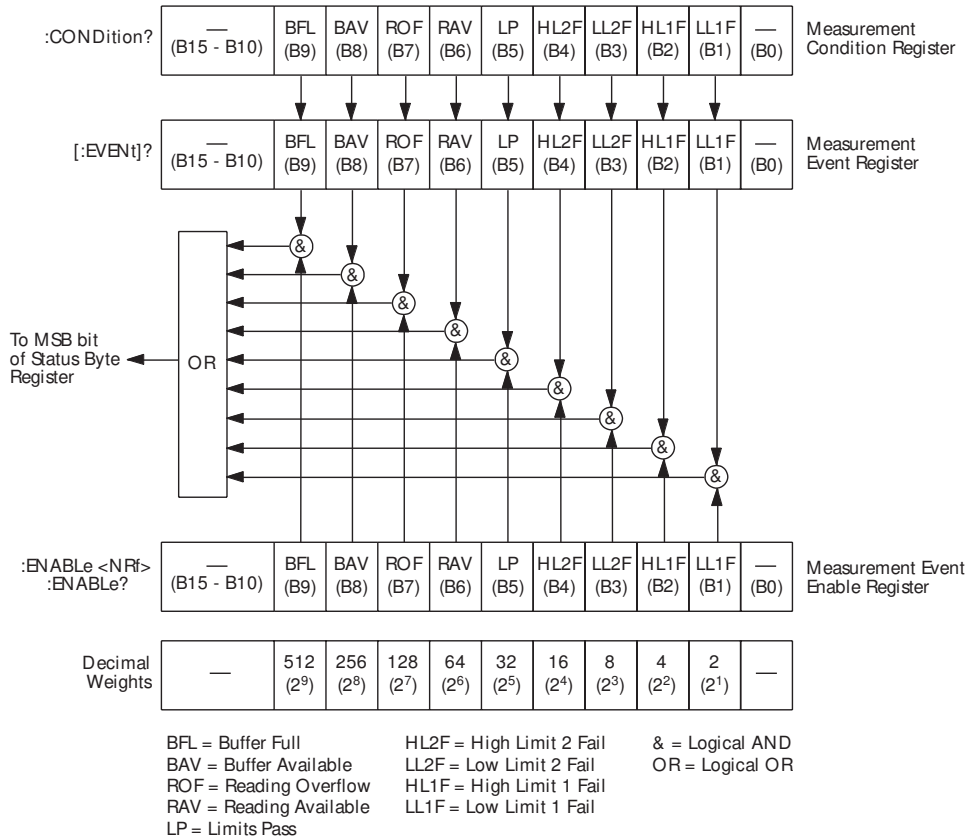 :CONDition? — BFL BAV ROF RAV LP HL2F LL2F HL1F LL1F — Measurement
(B15 - B10) (B9) (B8) (B7) (B6) (B5) (B4) (B3) (B2) (B1) (B0) Condition Register
[:EVENt]? — BFL BAV ROF RAV LP HL2F LL2F HL1F LL1F — Measurement
(B15 - B10) (B9) (B8) (B7) (B6) (B5) (B4) (B3) (B2) (B1) (B0) Event Register
&
&
&
&
&
&
&
&
&
To MSB bit
of Status Byte
Register
OR
:ENABLe <NRf> — BFL BAV ROF RAV LP HL2F LL2F HL1F LL1F — Measurement Event
:ENABLe? (B15 - B10) (B9) (B8) (B7) (B6) (B5) (B4) (B3) (B2) (B1) (B0) Enable Register
Decimal — 512 256 128 64 32 16 8 4 2 —
Weights (2⁹) (2⁸) (2⁷) (2⁶) (2⁵) (2⁴) (2³) (2²) (2¹)
BFL = Buffer Full
BAV = Buffer Available
ROF = Reading Overflow
RAV = Reading Available
LP = Limits Pass
HL2F = High Limit 2 Fail
LL2F = Low Limit 2 Fail
HL1F = High Limit 1 Fail
LL1F = Low Limit 1 Fail
& = Logical AND
OR = Logical OR